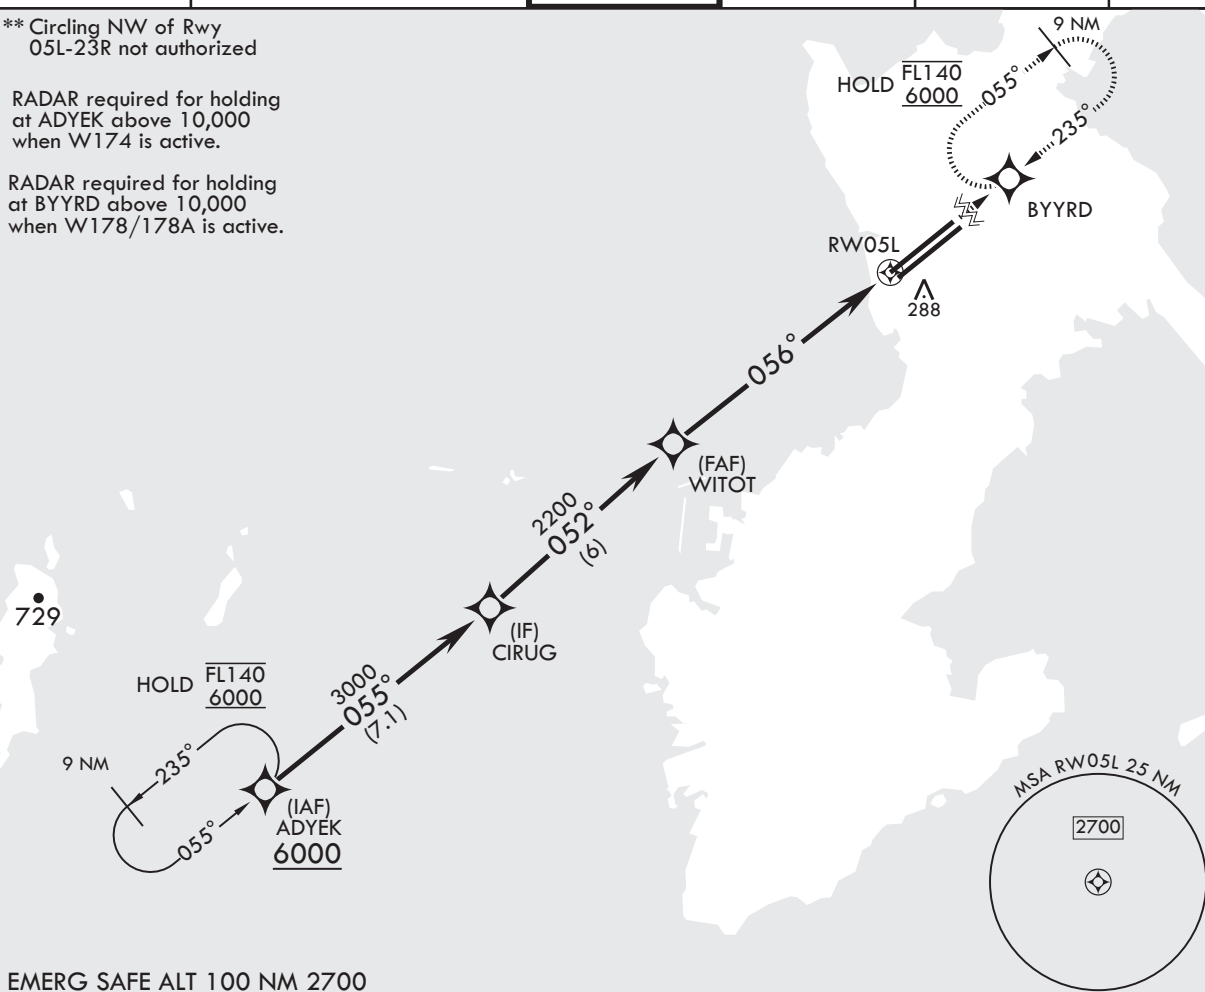 ** Circling NW of Rwy
05L-23R not authorized
RADAR required for holding
at ADYEK above 10,000
when W174 is active.
RADAR required for holding
at BYYRD above 10,000
when W178/178A is active.
9 NM
HOLD FL140
6000
055°
235°
BYYRD
RW05L
288
056°
(FAF)
WITOT
2200
052°
(6)
729
(IF)
CIRUG
3000
055°
(7.1)
HOLD FL140
6000
9 NM
235°
055°
(IAF)
ADYEK
6000
MSA RW05L 25 NM
2700
EMERG SAFE ALT 100 NM 2700